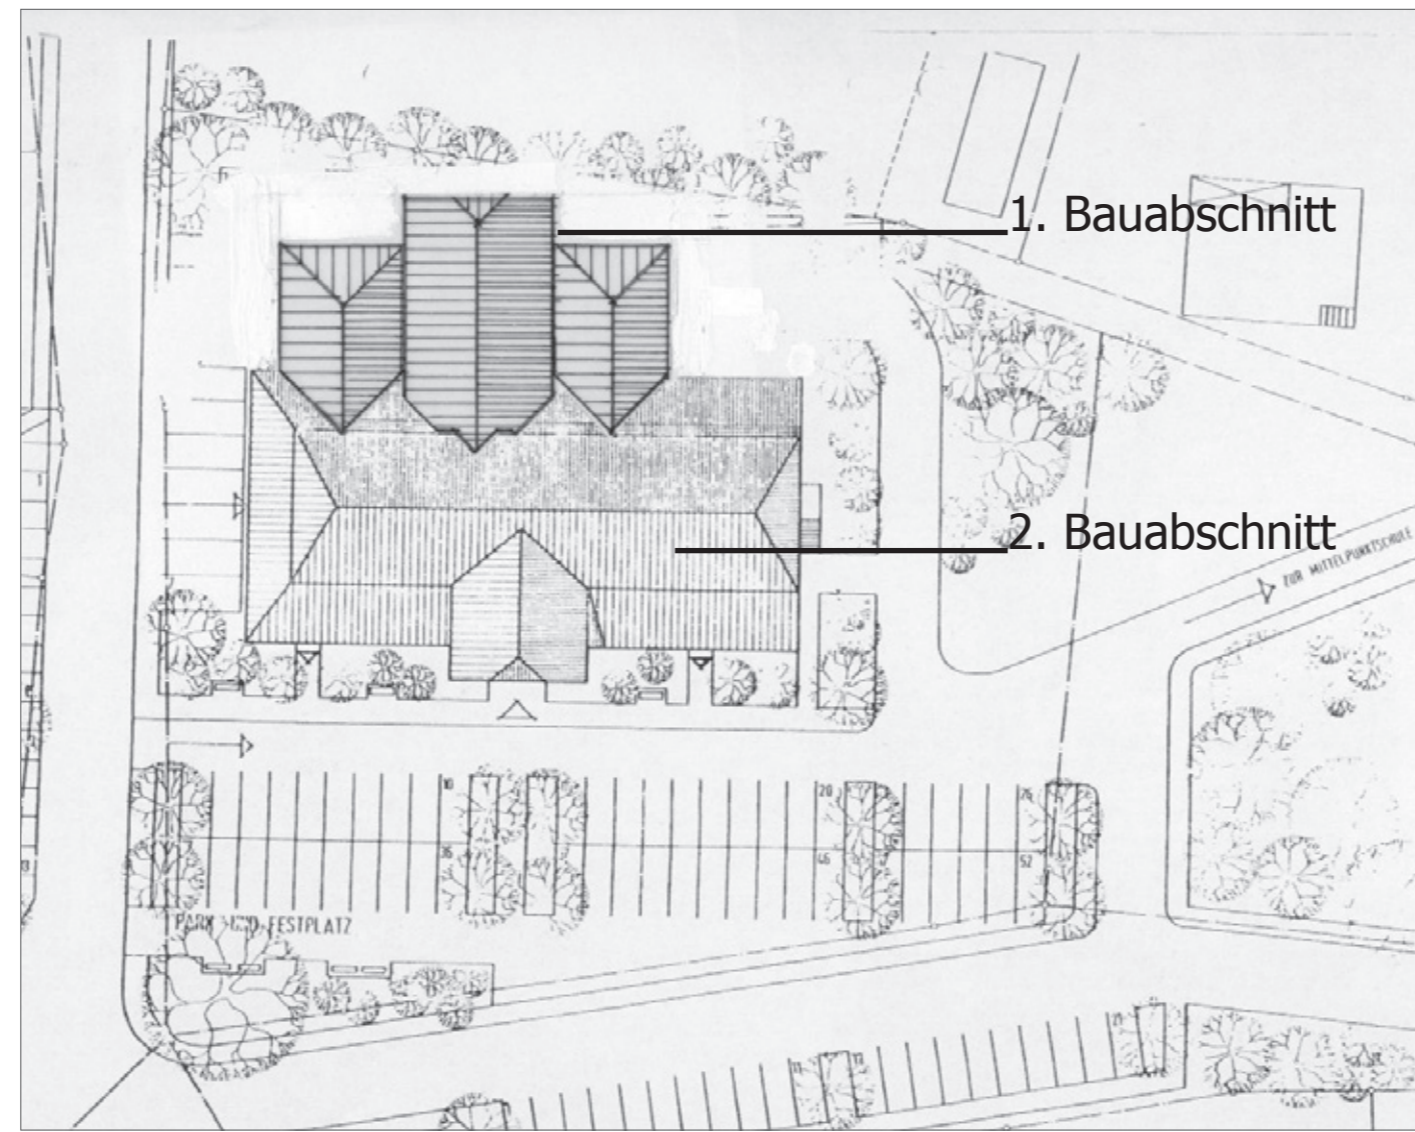 1. Bauabschnitt
2. Bauabschnitt
ZUR MITTELPUNKTSCHULE
10
20
26
36
46
52
PARK- UND FESTPLATZ